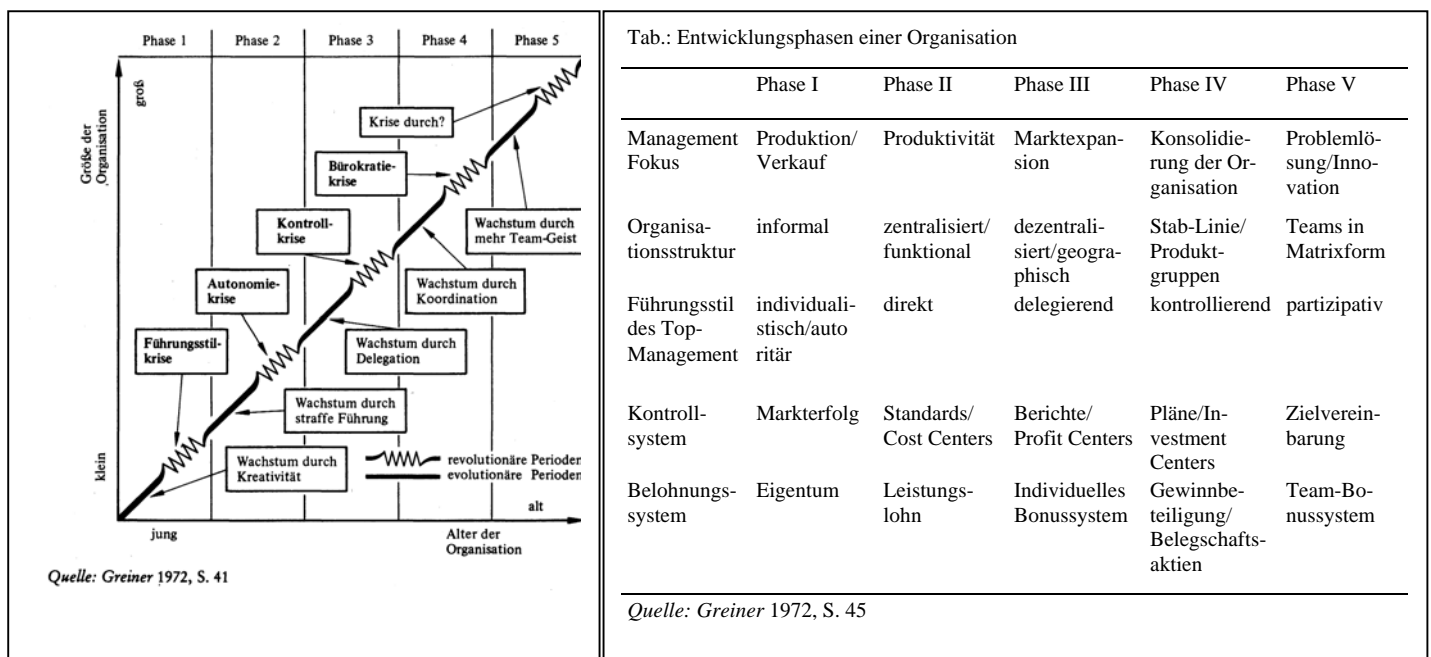 Phase 1 Phase 2 Phase 3 Phase 4 Phase 5
groß
Größe der
Organisation
klein
Krise durch?
Bürokratie-
krise
Wachstum durch
mehr Team-Geist
Kontroll-
krise
Autonomie-
krise
Wachstum durch
Koordination
Führungsstil-
krise
Wachstum durch
Delegation
Wachstum durch
straffe Führung
Wachstum durch
Kreativität
revolutionäre Perioden
evolutionäre Perioden
alt
jung
Alter der
Organisation
Quelle: Greiner 1972, S. 41
Tab.: Entwicklungsphasen einer Organisation
Phase I Phase II Phase III Phase IV Phase V
Management Produktion/ Produktivität Marktexpan- Konsolidie- Problemlö-
Fokus Verkauf sion rung der Or- sung/Inno-
ganisation vation
Organisa- informal zentralisiert/ dezentrali- Stab-Linie/ Teams in
tionsstruktur funktional siert/geogra- Produkt- Matrixform
phisch gruppen
Führungsstil individuali- direkt delegierend kontrollierend partizipativ
des Top- stisch/auto
Management ritär
Kontroll- Markterfolg Standards/ Berichte/ Pläne/In- Zielverein-
system Cost Centers Profit Centers vestment barung
Centers
Belohnungs- Eigentum Leistungs- Individuelles Gewinnbe- Team-Bo-
system lohn Bonussystem teiligung/ nussystem
Belegschafts-
aktien
Quelle: Greiner 1972, S. 45